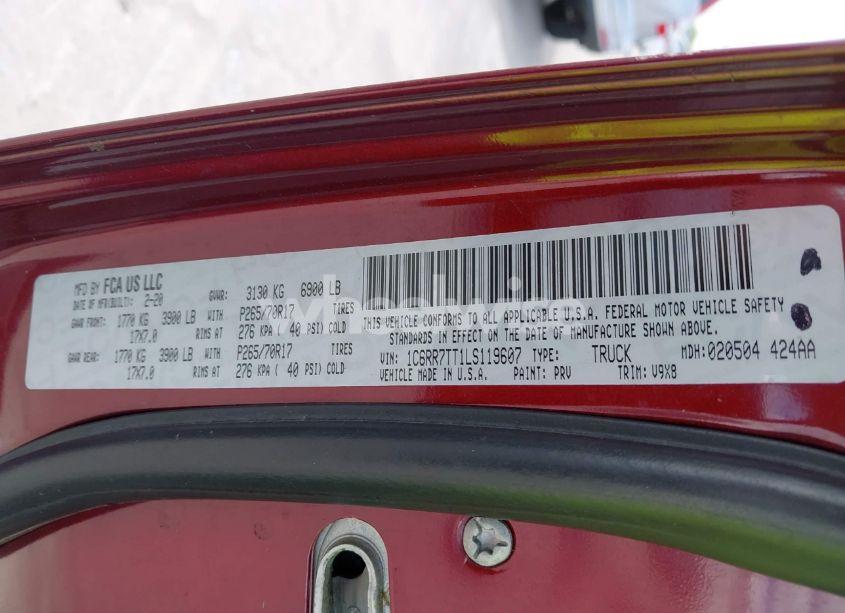 MFD BY FCA US LLC
DATE OF MFR(BUILT): 2-20 GVWR: 3130 KG 6900 LB
GAWR FRONT: 1770 KG 3900 LB WITH P265/70R17 TIRES
17X7.0 RIMS AT 276 KPA ( 40 PSI) COLD
GAWR REAR: 1770 KG 3900 LB WITH P265/70R17 TIRES
17X7.0 RIMS AT 276 KPA ( 40 PSI) COLD
THIS VEHICLE CONFORMS TO ALL APPLICABLE U.S.A. FEDERAL MOTOR VEHICLE SAFETY
STANDARDS IN EFFECT ON THE DATE OF MANUFACTURE SHOWN ABOVE.
VIN: 1C6RR7TT1LS119607 TYPE: TRUCK MDH:020504 424AA
VEHICLE MADE IN U.S.A. PAINT: PRV TRIM: V9X8